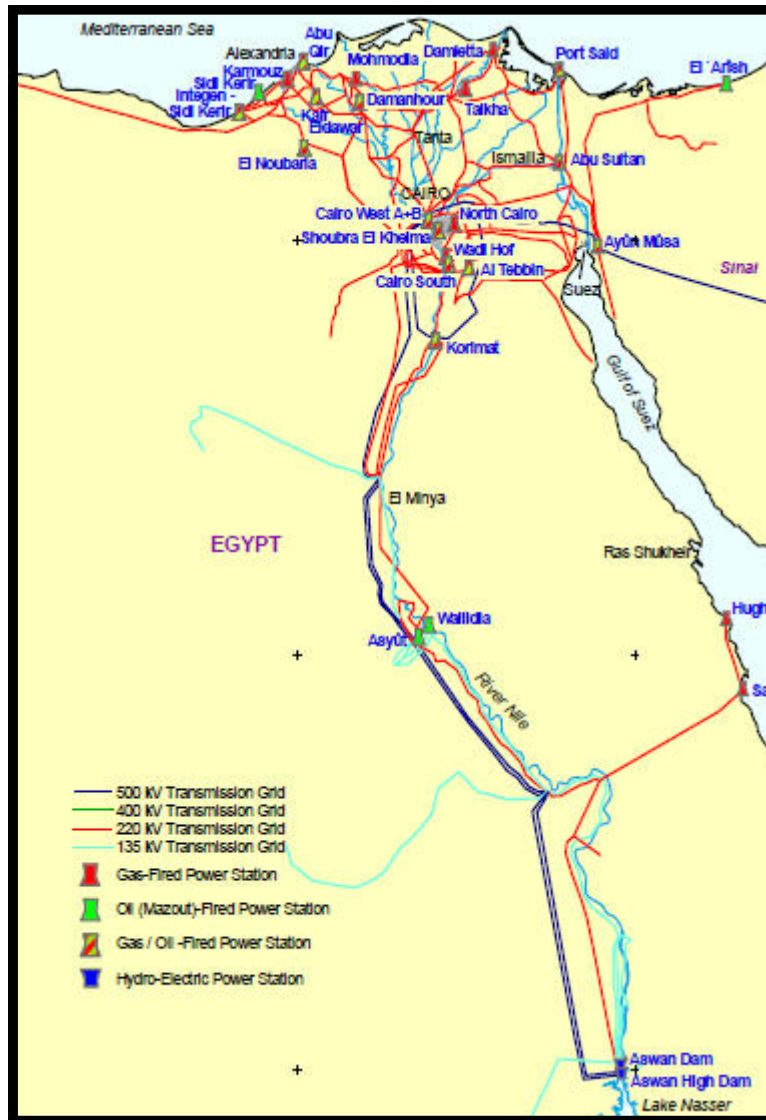 Mediterranean Sea
Abu
Qir
Alexandria
Karmouz
Sidi Kerir
Integen -
Sidi Kerir
Mohmodia
Damietta
Port Said
El 'Arîsh
Kafr
Eldawar
Damanhour
Talkha
Tanta
El Noubaria
Ismailia
Abu Sultan
CAIRO
Cairo West A+B
North Cairo
Shoubra El Kheima
Wadi Hof
Ayûn Mûsa
Cairo South
Al Tebbin
Sinai
Suez
Korimat
Gulf of Suez
El Minya
EGYPT
Ras Shukheir
Walidia
Hugh
Asyût
River Nile
Sa
500 kV Transmission Grid
400 kV Transmission Grid
220 kV Transmission Grid
135 kV Transmission Grid
Gas-Fired Power Station
Oil (Mazout)-Fired Power Station
Gas / Oil -Fired Power Station
Hydro-Electric Power Station
Aswan Dam
Aswan High Dam
Lake Nasser